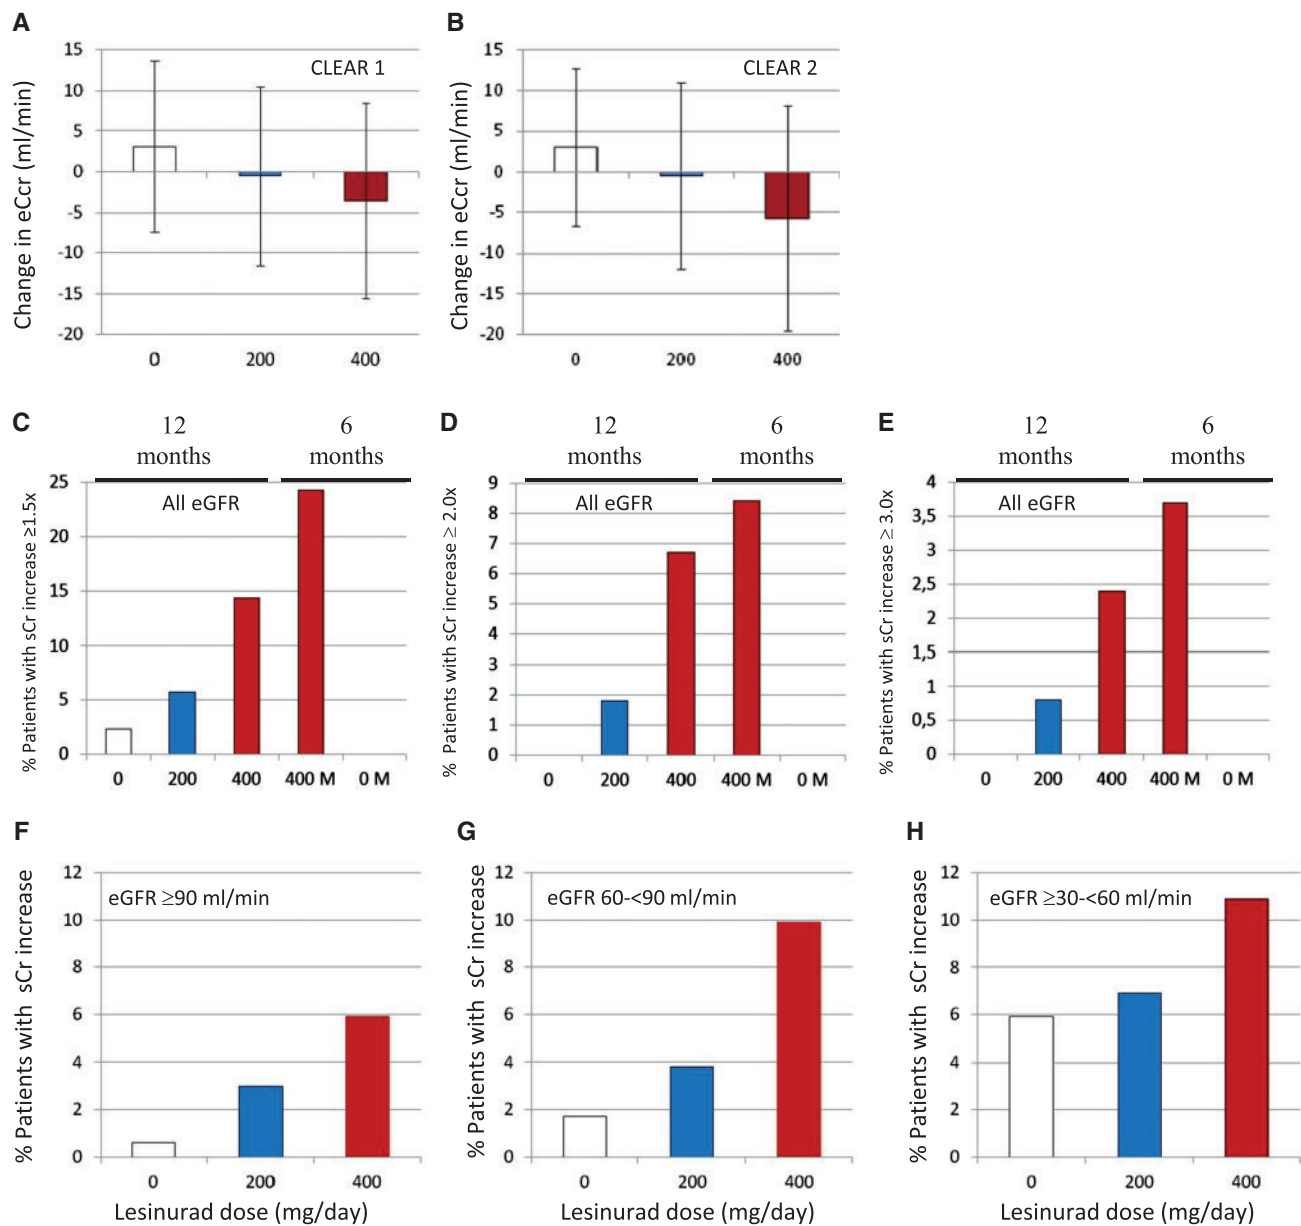 A
B
Change in eCcr (ml/min)
15
10
5
0
-5
-10
-15
-20
CLEAR 1
0 200 400
Change in eCcr (ml/min)
15
10
5
0
-5
-10
-15
-20
CLEAR 2
0 200 400
C
12
months
6
months
% Patients with sCr increase ≥1.5x
25
20
15
10
5
0
All eGFR
0 200 400 400 M 0 M
D
12
months
6
months
% Patients with sCr increase ≥ 2.0x
9
8
7
6
5
4
3
2
1
0
All eGFR
0 200 400 400 M 0 M
E
12
months
6
months
% Patients with sCr increase ≥ 3.0x
4
3,5
3
2,5
2
1,5
1
0,5
0
All eGFR
0 200 400 400 M 0 M
F
% Patients with sCr increase
12
10
8
6
4
2
0
eGFR ≥90 ml/min
0 200 400
Lesinurad dose (mg/day)
G
% Patients with sCr increase
12
10
8
6
4
2
0
eGFR 60-<90 ml/min
0 200 400
Lesinurad dose (mg/day)
H
% Patients with sCr increase
12
10
8
6
4
2
0
eGFR ≥30-<60 ml/min
0 200 400
Lesinurad dose (mg/day)